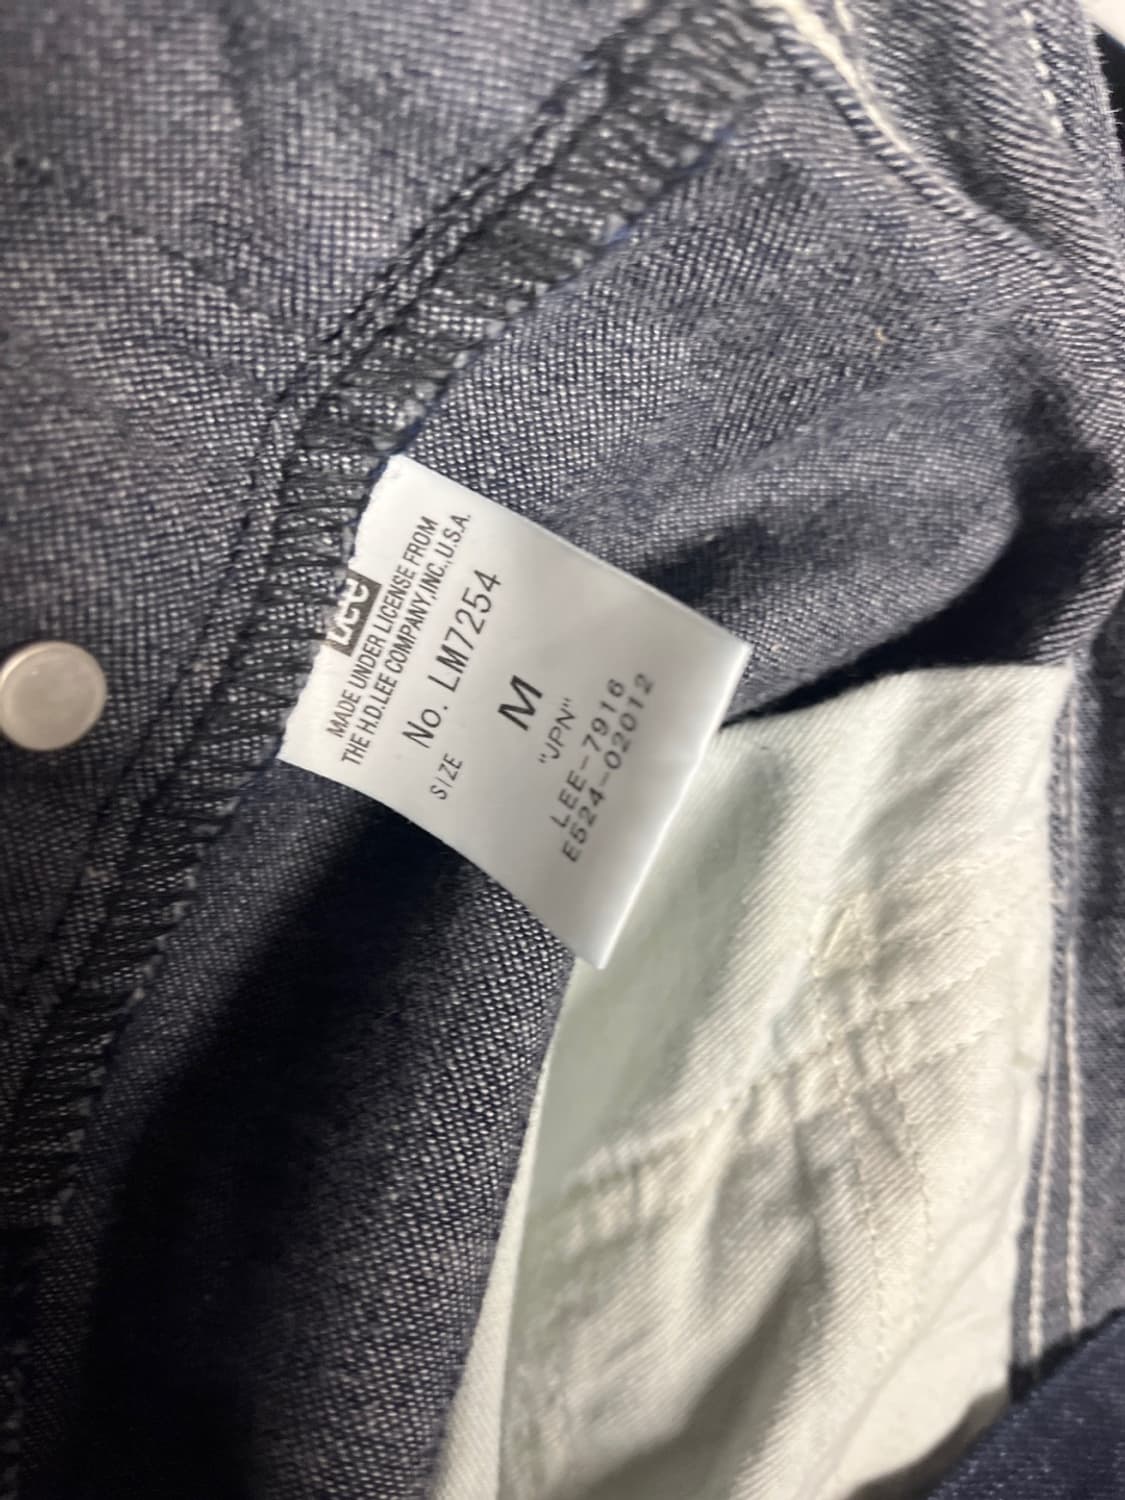 Lee
MADE UNDER LICENSE FROM
THE H.D.LEE COMPANY,INC.,U.S.A.
No. LM7254
SIZE
M
"JPN"
LEE-7916
E524-02012